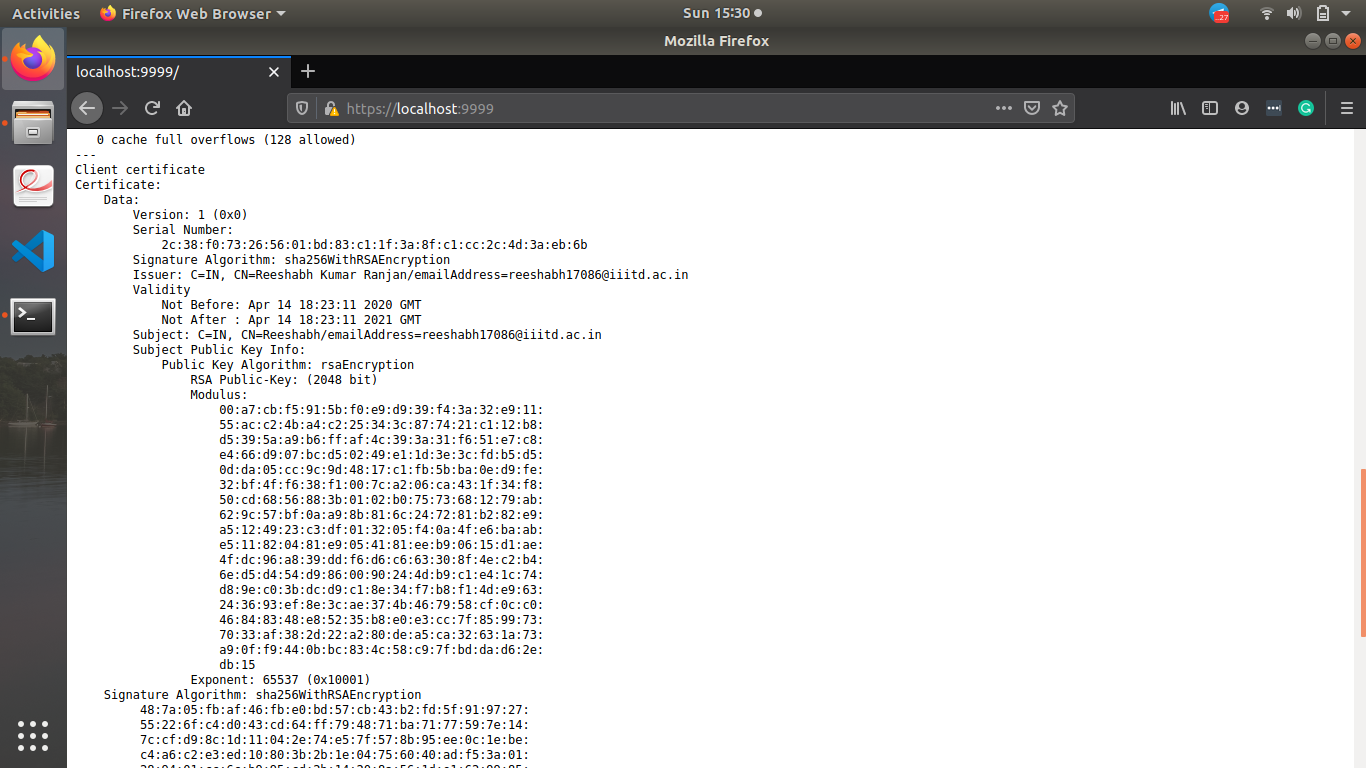 Activities
Firefox Web Browser
Sun 15:30
27
Mozilla Firefox
localhost:9999/
https://localhost:9999
0 cache full overflows (128 allowed)
---
Client certificate
Certificate:
Data:
Version: 1 (0x0)
Serial Number:
2c:38:f0:73:26:56:01:bd:83:c1:1f:3a:8f:c1:cc:2c:4d:3a:eb:6b
Signature Algorithm: sha256WithRSAEncryption
Issuer: C=IN, CN=Reeshabh Kumar Ranjan/emailAddress=reeshabh17086@iiitd.ac.in
Validity
Not Before: Apr 14 18:23:11 2020 GMT
Not After : Apr 14 18:23:11 2021 GMT
Subject: C=IN, CN=Reeshabh/emailAddress=reeshabh17086@iiitd.ac.in
Subject Public Key Info:
Public Key Algorithm: rsaEncryption
RSA Public-Key: (2048 bit)
Modulus:
00:a7:cb:f5:91:5b:f0:e9:d9:39:f4:3a:32:e9:11:
55:ac:c2:4b:a4:c2:25:34:3c:87:74:21:c1:12:b8:
d5:39:5a:a9:b6:ff:af:4c:39:3a:31:f6:51:e7:c8:
e4:66:d9:07:bc:d5:02:49:e1:1d:3e:3c:fd:b5:d5:
0d:da:05:cc:9c:9d:48:17:c1:fb:5b:ba:0e:d9:fe:
32:bf:4f:f6:38:f1:00:7c:a2:06:ca:43:1f:34:f8:
50:cd:68:56:88:3b:01:02:b0:75:73:68:12:79:ab:
62:9c:57:bf:0a:a9:8b:81:6c:24:72:81:b2:82:e9:
a5:12:49:23:c3:df:01:32:05:f4:0a:4f:e6:ba:ab:
e5:11:82:04:81:e9:05:41:81:ee:b9:06:15:d1:ae:
4f:dc:96:a8:39:dd:f6:d6:c6:63:30:8f:4e:c2:b4:
6e:d5:d4:54:d9:86:00:90:24:4d:b9:c1:e4:1c:74:
d8:9e:c0:3b:dc:d9:c1:8e:34:f7:b8:f1:4d:e9:63:
24:36:93:ef:8e:3c:ae:37:4b:46:79:58:cf:0c:c0:
46:84:83:48:e8:52:35:b8:e0:e3:cc:7f:85:99:73:
70:33:af:38:2d:22:a2:80:de:a5:ca:32:63:1a:73:
a9:0f:f9:44:0b:bc:83:4c:58:c9:7f:bd:da:d6:2e:
db:15
Exponent: 65537 (0x10001)
Signature Algorithm: sha256WithRSAEncryption
48:7a:05:fb:af:46:fb:e0:bd:57:cb:43:b2:fd:5f:91:97:27:
55:22:6f:c4:d0:43:cd:64:ff:79:48:71:ba:71:77:59:7e:14:
7c:cf:d9:8c:1d:11:04:2e:74:e5:7f:57:8b:95:ee:0c:1e:be:
c4:a6:c2:e3:ed:10:80:3b:2b:1e:04:75:60:40:ad:f5:3a:01: